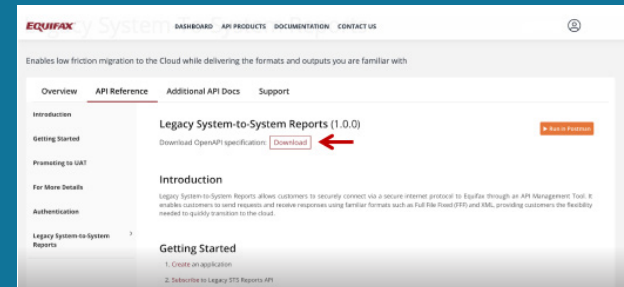 EQUIFAX
DASHBOARD API PRODUCTS DOCUMENTATION CONTACT US
Enables low friction migration to the Cloud while delivering the formats and outputs you are familiar with
Overview API Reference Additional API Docs Support
Introduction
Getting Started
Promoting to UAT
For More Details
Authentication
Legacy System-to-System
Reports
Legacy System-to-System Reports (1.0.0)
Run in Postman
Download OpenAPI specification: Download
Introduction
Legacy System-to-System Reports allows customers to securely connect via a secure internet protocol to Equifax through an API Management Tool. It
enables customers to send requests and receive responses using familiar formats such as Full File Fixed (FFF) and XML, providing customers the flexibility
needed to quickly transition to the cloud.
Getting Started
1. Create an application
2. Subscribe to Legacy STS Reports API